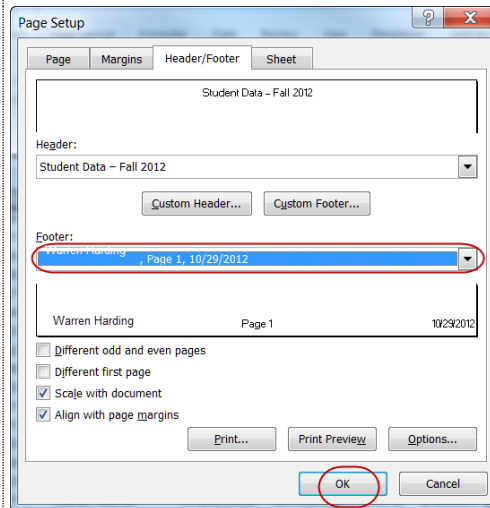 Page Setup
Page Margins Header/Footer Sheet
Student Data – Fall 2012
Header:
Student Data – Fall 2012
Custom Header... Custom Footer...
Footer:
Warren Harding
, Page 1, 10/29/2012
Warren Harding Page 1 10/29/2012
Different odd and even pages
Different first page
Scale with document
Align with page margins
Print... Print Preview Options...
OK Cancel